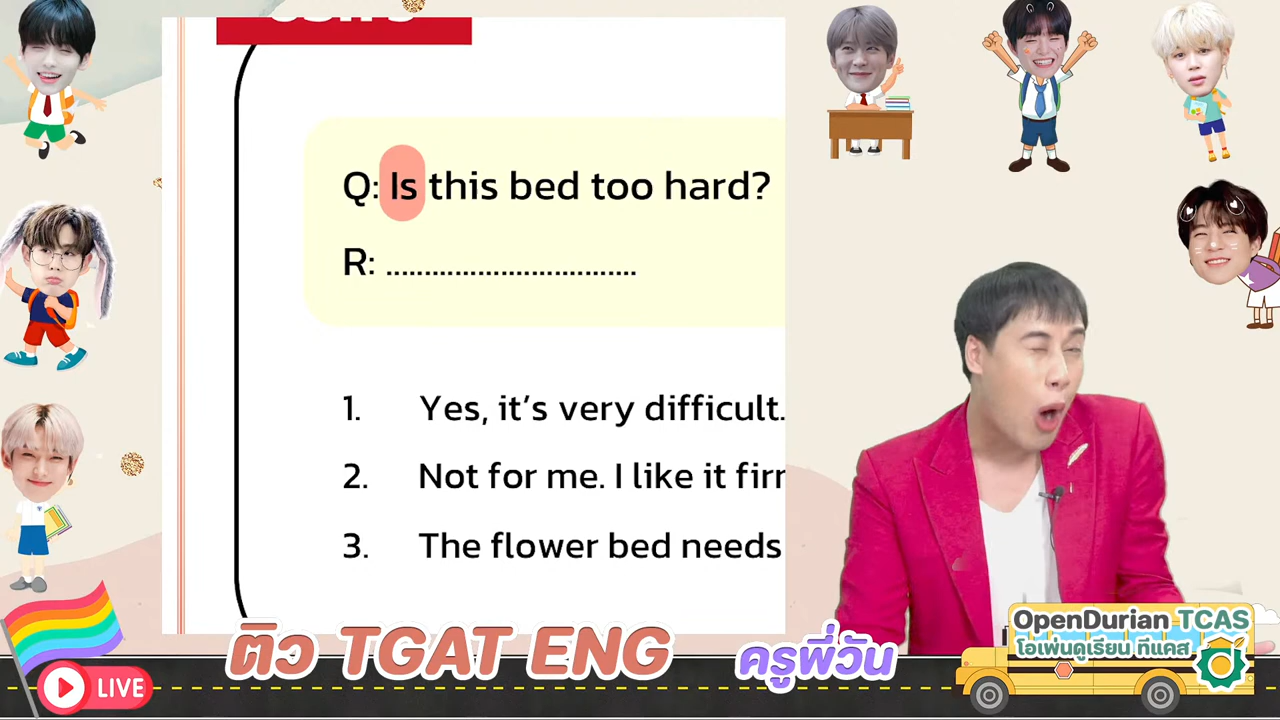 Q: Is this bed too hard?
R: ..................................
1. Yes, it's very difficult.
2. Not for me. I like it
3. The flower bed needs
ติว TGAT ENG
ครูพี่วัน
OpenDurian TCAS
โอเพ่นดูเรียน ทีแคส
LIVE